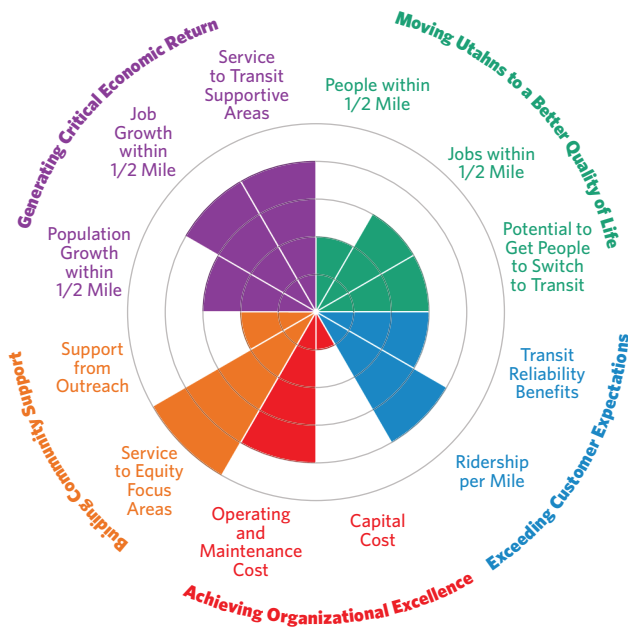 Generating Critical Economic Return
Service
to Transit
Supportive
Areas
Job
Growth
within
1/2 Mile
Population
Growth
within
1/2 Mile
Moving Utahns to a Better Quality of Life
People within
1/2 Mile
Jobs within
1/2 Mile
Potential to
Get People
to Switch
to Transit
Exceeding Customer Expectations
Transit
Reliability
Benefits
Ridership
per Mile
Achieving Organizational Excellence
Capital
Cost
Operating
and
Maintenance
Cost
Building Community Support
Service
to Equity
Focus
Areas
Support
from
Outreach